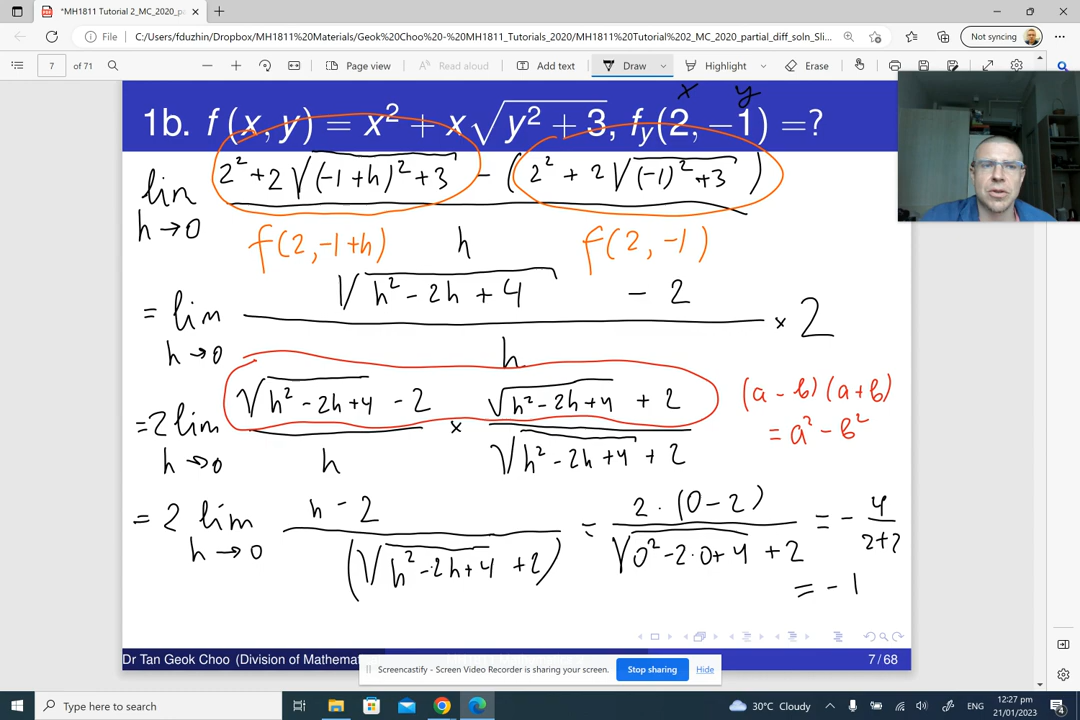 *MH1811 Tutorial 2_MC_2020_pa
File C:/Users/fduzhin/Dropbox/MH1811 Materials/Geok%20Choo%20-%20MH1811_Tutorials_2020/MH1811%20Tutorial%202_MC_2020_partial_diff_soln_Sli... Not syncing
7 of 71 Page view Read aloud Add text Draw Highlight Erase
x y
1b. f(x, y) = x² + x√(y² + 3), f_y(2, −1) =?
lim h→0 (2² + 2√((-1+h)² + 3) - (2² + 2√((-1)² + 3))) / h
f(2, -1+h) f(2, -1)
= lim h→0 (√(h² - 2h + 4) - 2) / h × 2
= 2 lim h→0 (√(h² - 2h + 4) - 2) / h × (√(h² - 2h + 4) + 2) / (√(h² - 2h + 4) + 2)
(a - b)(a + b)
= a² - b²
= 2 lim h→0 (h - 2) / (√(h² - 2h + 4) + 2) = 2·(0 - 2) / (√(0² - 2·0 + 4) + 2) = - 4 / (2+2)
= -1
Dr Tan Geok Choo (Division of Mathemat 7 / 68
Screencastify - Screen Video Recorder is sharing your screen. Stop sharing Hide
Type here to search 30°C Cloudy ENG 12:27 pm
21/01/2023
4